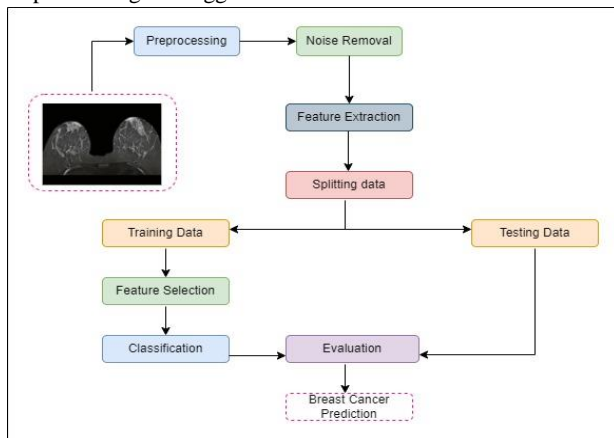 Preprocessing
Noise Removal
Feature Extraction
Splitting data
Training Data
Testing Data
Feature Selection
Classification
Evaluation
Breast Cancer
Prediction